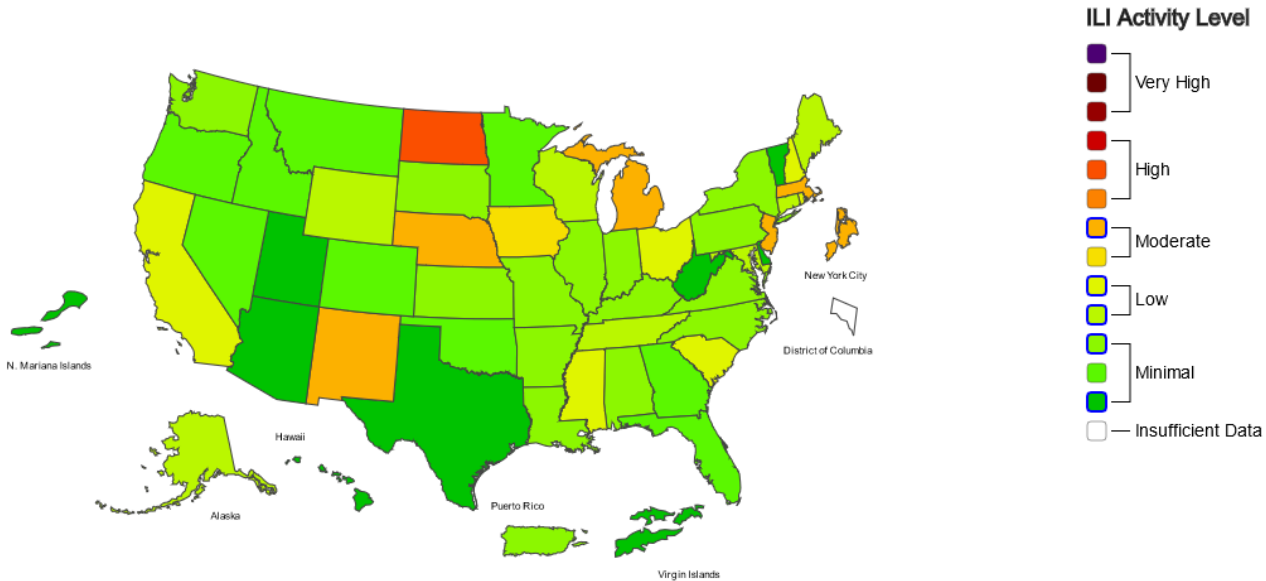 ILI Activity Level
Very High
High
Moderate
Low
Minimal
Insufficient Data
New York City
District of Columbia
N. Mariana Islands
Hawaii
Alaska
Puerto Rico
Virgin Islands